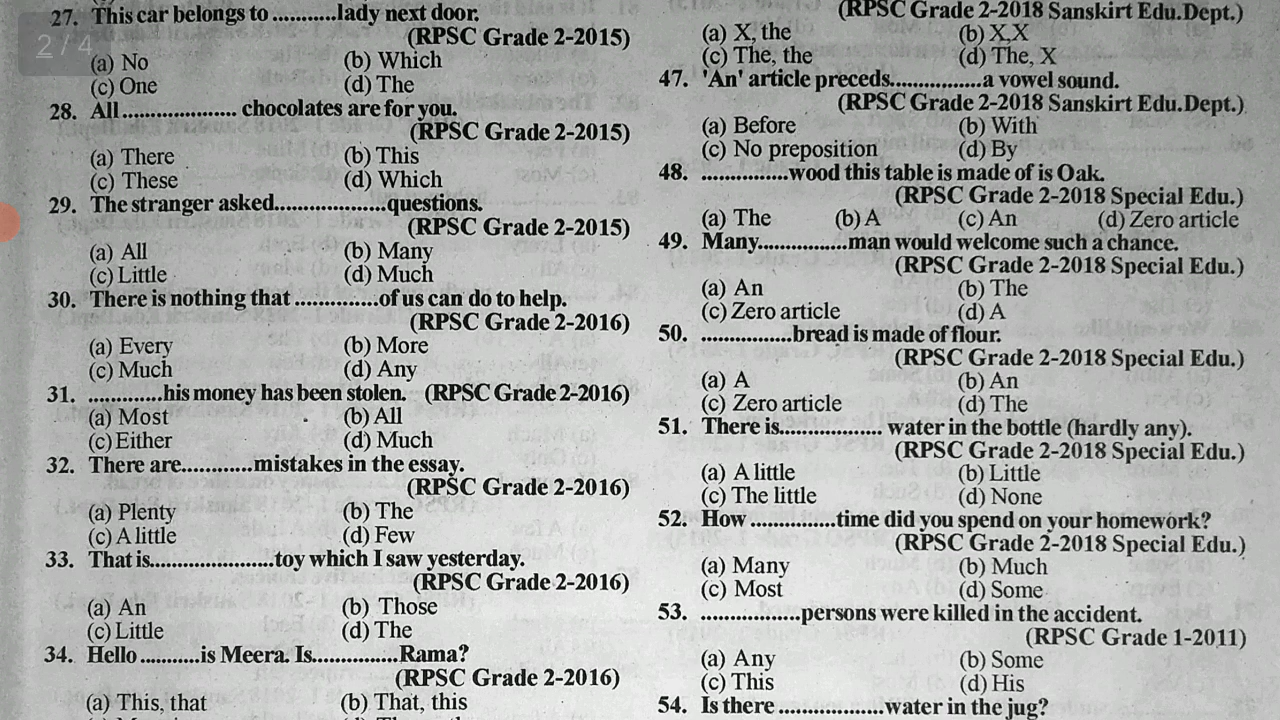 2/4
27. This car belongs to ............lady next door.
(RPSC Grade 2-2015)
(a) No (b) Which
(c) One (d) The
28. All ..................... chocolates are for you.
(RPSC Grade 2-2015)
(a) There (b) This
(c) These (d) Which
29. The stranger asked....................questions.
(RPSC Grade 2-2015)
(a) All (b) Many
(c) Little (d) Much
30. There is nothing that ...............of us can do to help.
(RPSC Grade 2-2016)
(a) Every (b) More
(c) Much (d) Any
31. .............his money has been stolen. (RPSC Grade 2-2016)
(a) Most (b) All
(c) Either (d) Much
32. There are.............mistakes in the essay.
(RPSC Grade 2-2016)
(a) Plenty (b) The
(c) A little (d) Few
33. That is.......................toy which I saw yesterday.
(RPSC Grade 2-2016)
(a) An (b) Those
(c) Little (d) The
34. Hello ...........is Meera. Is................Rama?
(RPSC Grade 2-2016)
(a) This, that (b) That, this
(RPSC Grade 2-2018 Sanskirt Edu.Dept.)
(a) X, the (b) X,X
(c) The, the (d) The, X
47. 'An' article preceds.................a vowel sound.
(RPSC Grade 2-2018 Sanskirt Edu.Dept.)
(a) Before (b) With
(c) No preposition (d) By
48. ................wood this table is made of is Oak.
(RPSC Grade 2-2018 Special Edu.)
(a) The (b) A (c) An (d) Zero article
49. Many.................man would welcome such a chance.
(RPSC Grade 2-2018 Special Edu.)
(a) An (b) The
(c) Zero article (d) A
50. .................bread is made of flour.
(RPSC Grade 2-2018 Special Edu.)
(a) A (b) An
(c) Zero article (d) The
51. There is.................... water in the bottle (hardly any).
(RPSC Grade 2-2018 Special Edu.)
(a) A little (b) Little
(c) The little (d) None
52. How ................time did you spend on your homework?
(RPSC Grade 2-2018 Special Edu.)
(a) Many (b) Much
(c) Most (d) Some
53. ...................persons were killed in the accident.
(RPSC Grade 1-2011)
(a) Any (b) Some
(c) This (d) His
54. Is there ....................water in the jug?